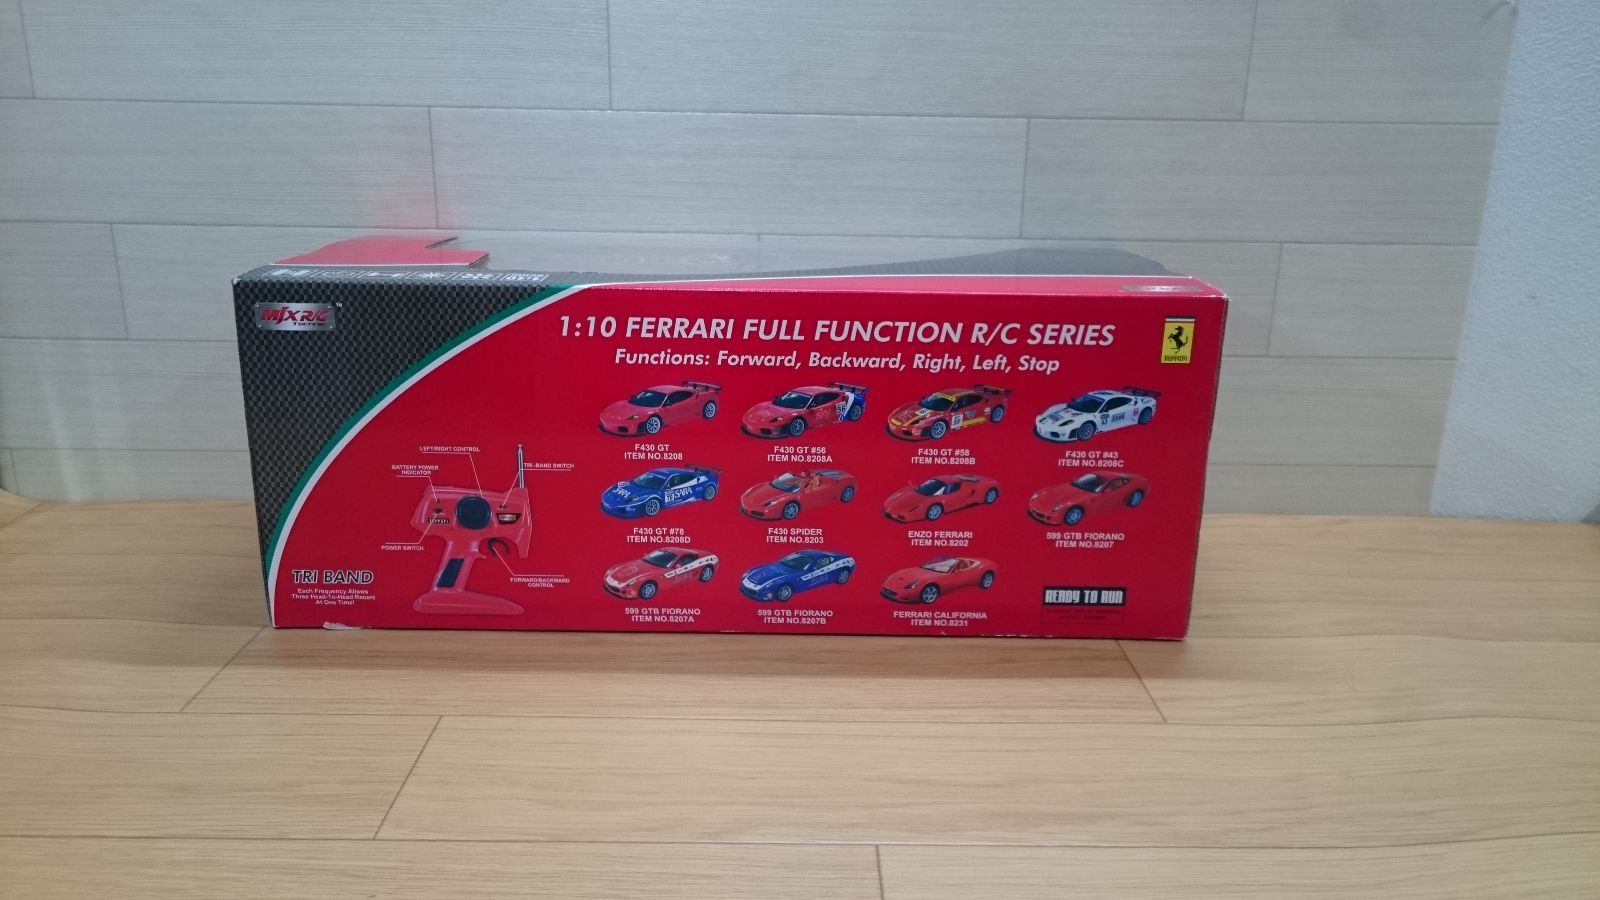 MJX R/C
Technic
1:10 FERRARI FULL FUNCTION R/C SERIES
Functions: Forward, Backward, Right, Left, Stop
Ferrari
F430 GT
ITEM NO.8208
F430 GT #56
ITEM NO.8208A
F430 GT #58
ITEM NO.8208B
F430 GT #43
ITEM NO.8208C
F430 GT #78
ITEM NO.8208D
F430 SPIDER
ITEM NO.8203
ENZO FERRARI
ITEM NO.8202
599 GTB FIORANO
ITEM NO.8207
599 GTB FIORANO
ITEM NO.8207A
599 GTB FIORANO
ITEM NO.8207B
FERRARI CALIFORNIA
ITEM NO.8231
LEFT/RIGHT CONTROL
BATTERY POWER
INDICATOR
TRI -BAND SWITCH
POWER SWITCH
FORWARD/BACKWARD
CONTROL
TRI BAND
Each Frequency Allows
Three Head-To-Head Racers
At One Time!
READY TO RUN